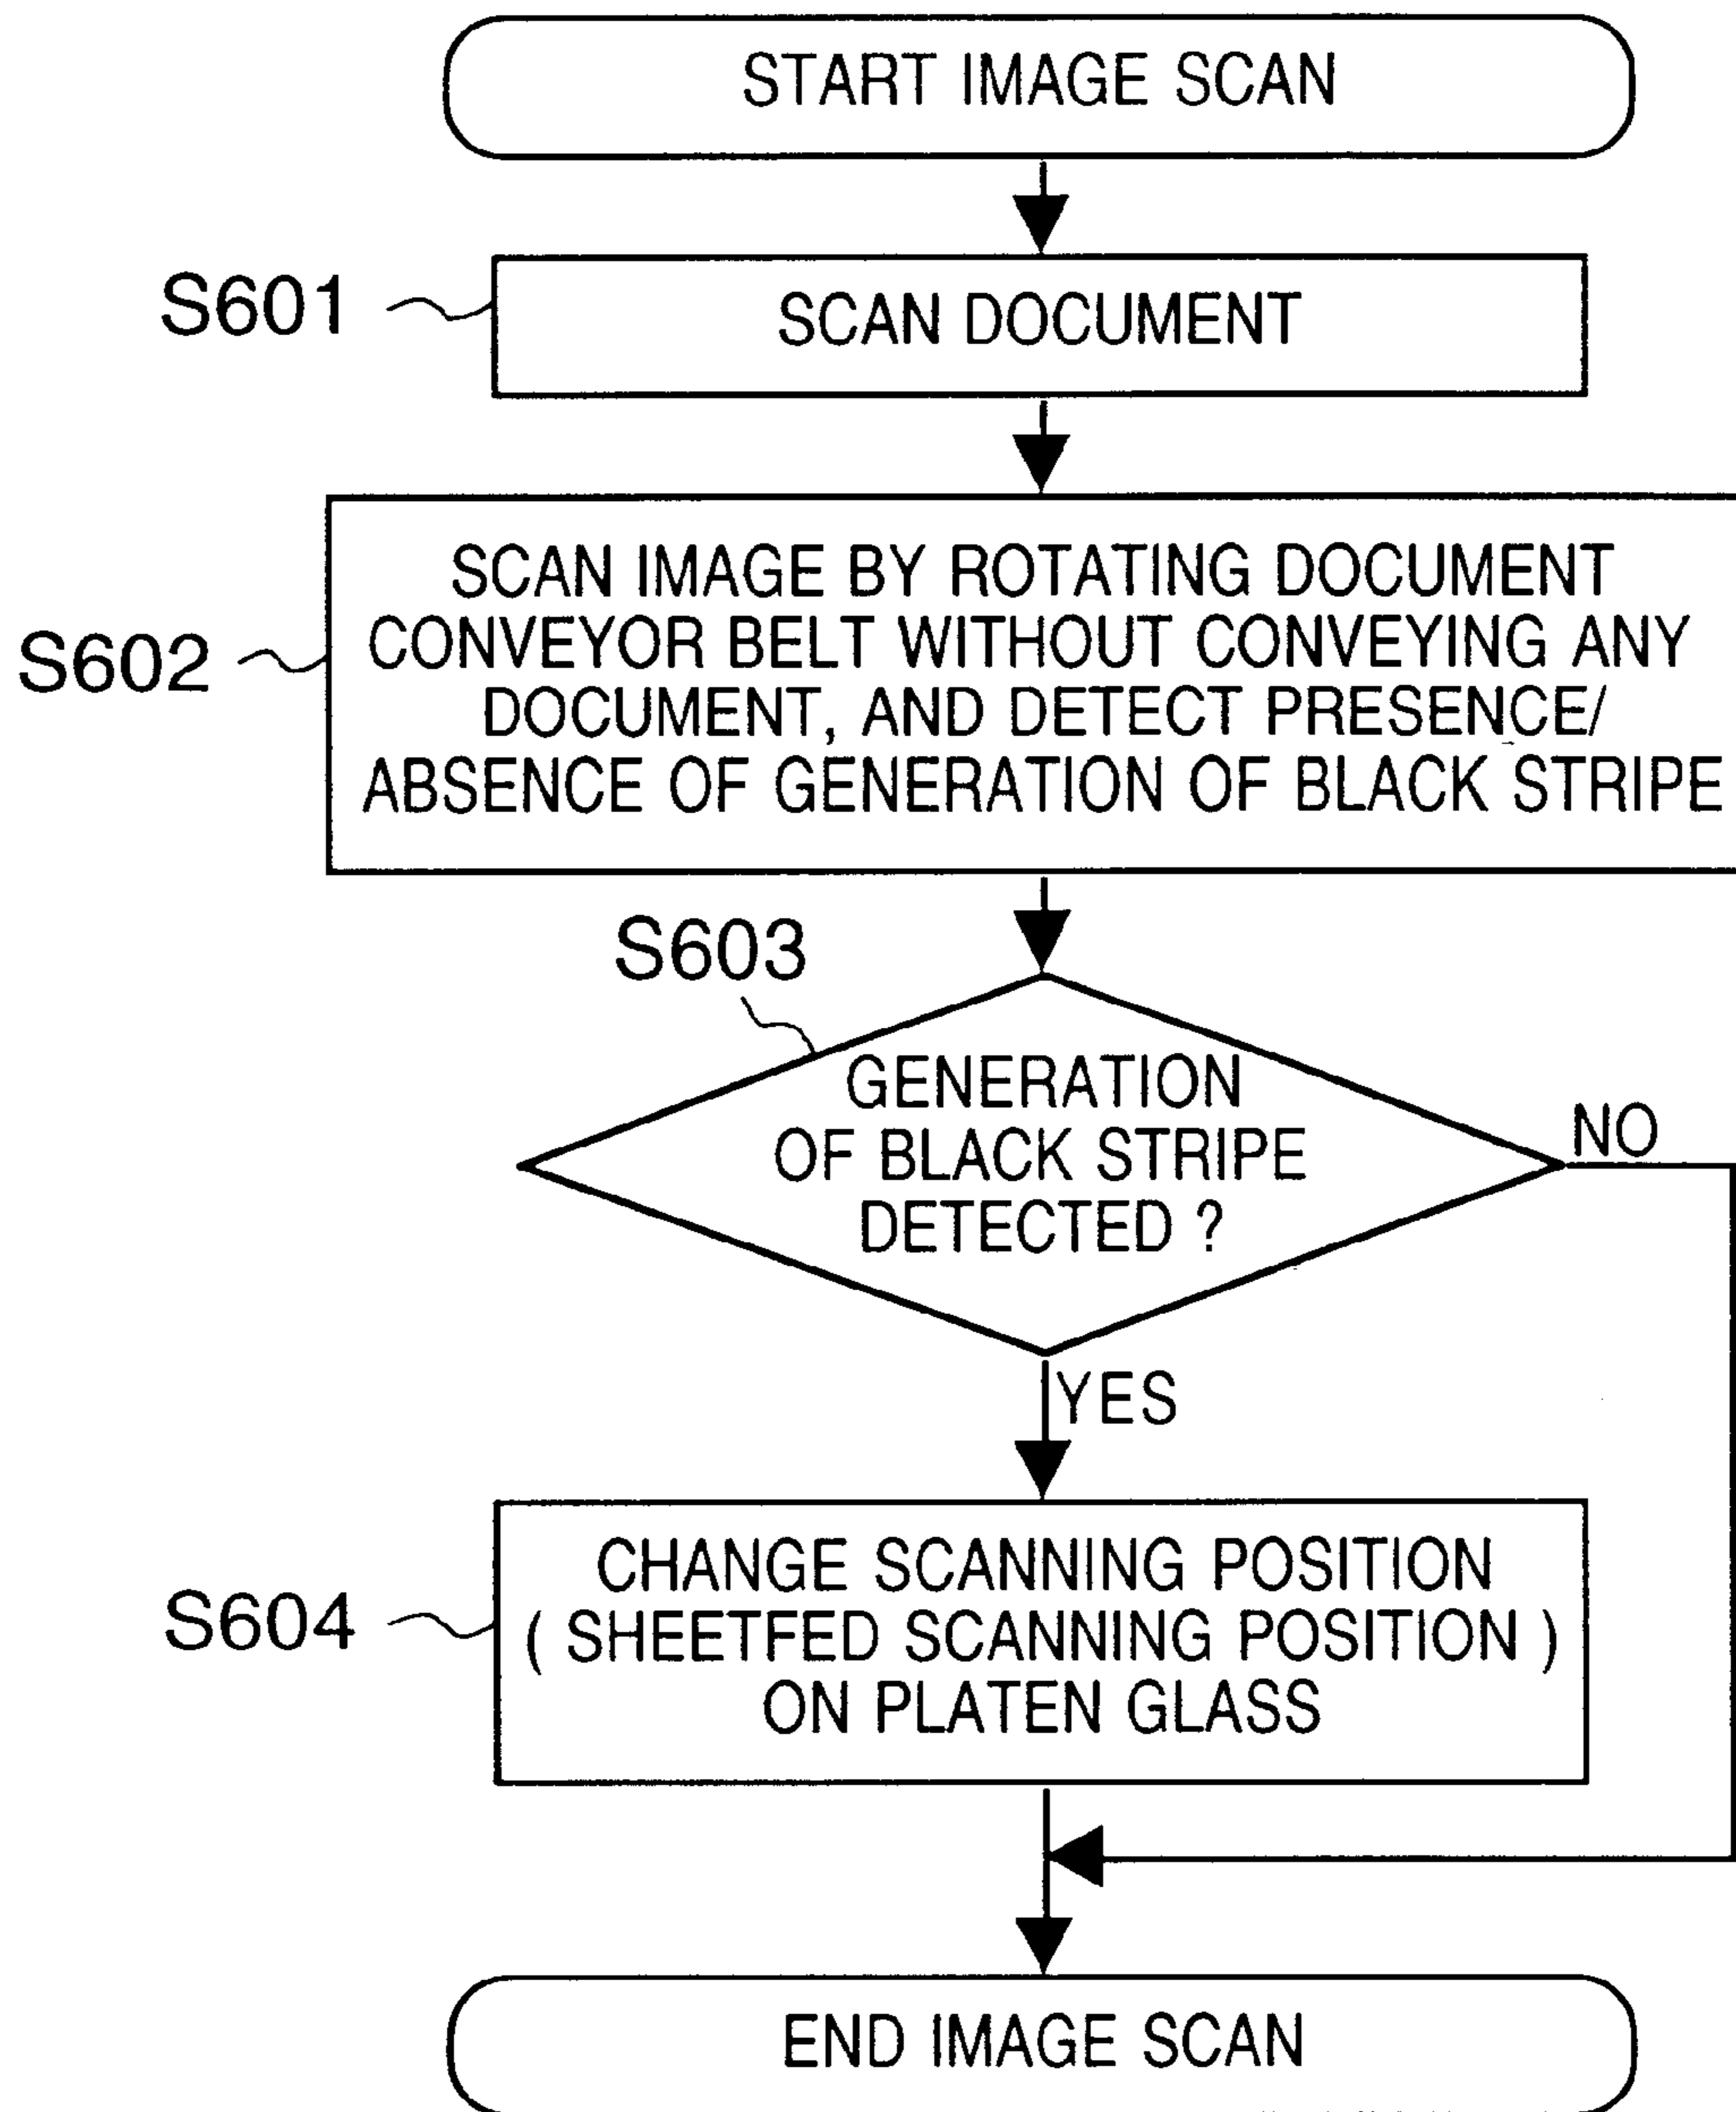 START IMAGE SCAN
S601
SCAN DOCUMENT
S602
SCAN IMAGE BY ROTATING DOCUMENT
CONVEYOR BELT WITHOUT CONVEYING ANY
DOCUMENT, AND DETECT PRESENCE/
ABSENCE OF GENERATION OF BLACK STRIPE
S603
GENERATION
OF BLACK STRIPE
DETECTED ?
NO
YES
S604
CHANGE SCANNING POSITION
( SHEETFED SCANNING POSITION )
ON PLATEN GLASS
END IMAGE SCAN